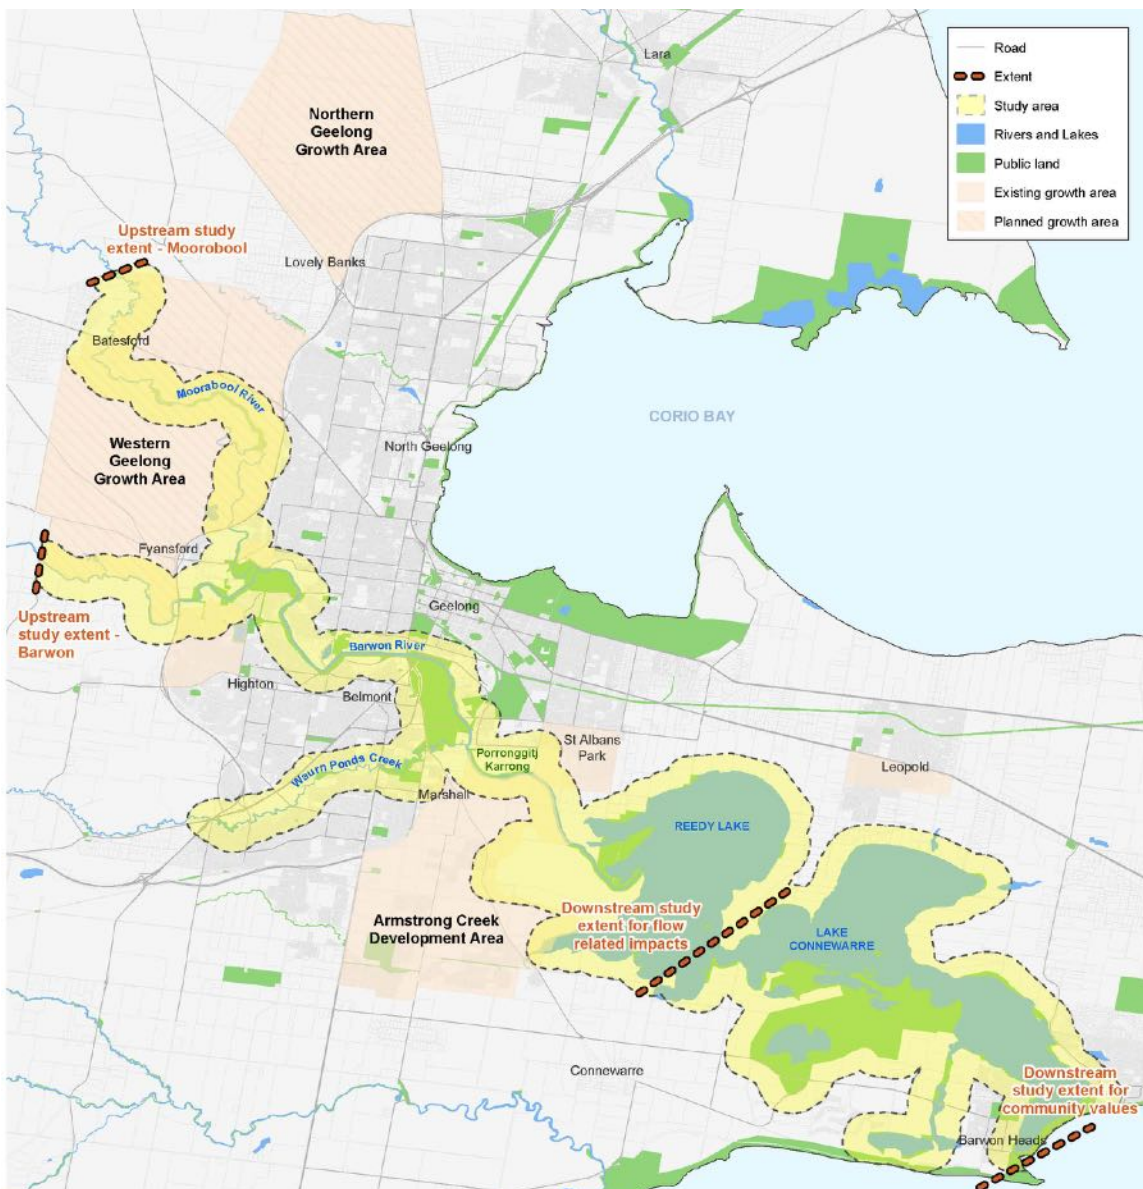 Lara
Road
Extent
Study area
Rivers and Lakes
Public land
Existing growth area
Planned growth area
Northern
Geelong
Growth Area
Upstream study
extent - Moorobool
Lovely Banks
Batesford
Moorabool River
CORIO BAY
Western
Geelong
Growth Area
North Geelong
Fyansford
Geelong
Upstream
study extent -
Barwon
Barwon River
Highton
Belmont
Porronggitj
Karrong
St Albans
Park
Leopold
Waurn Ponds Creek
Marshall
REEDY LAKE
Armstrong Creek
Development Area
Downstream study
extent for flow
related impacts
LAKE
CONNEWARRE
Connewarre
Downstream
study extent for
community values
Barwon Heads